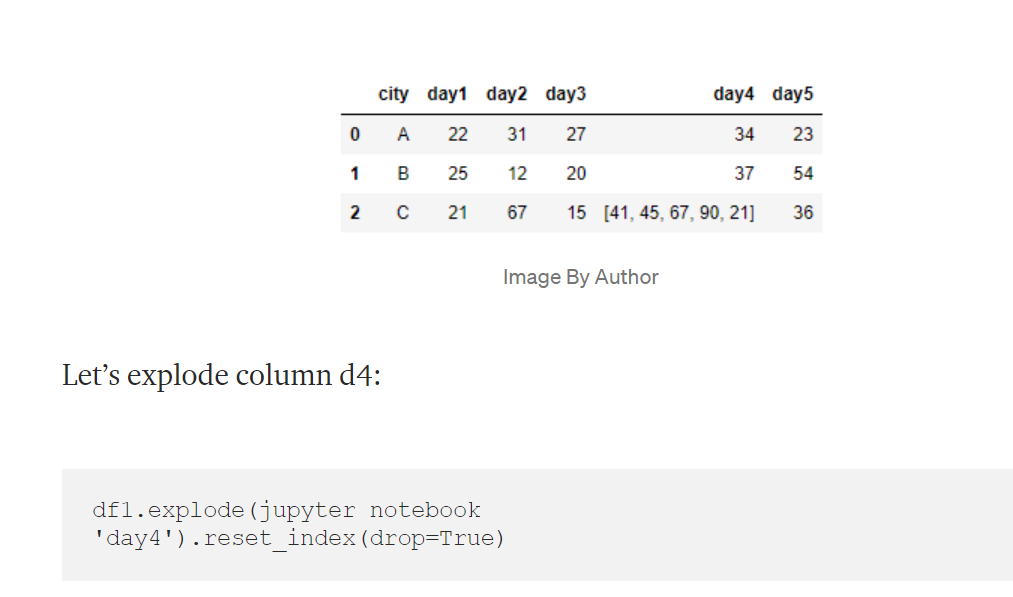 city day1 day2 day3 day4 day5
0 A 22 31 27 34 23
1 B 25 12 20 37 54
2 C 21 67 15 [41, 45, 67, 90, 21] 36
Image By Author
Let’s explode column d4:
df1.explode(jupyter notebook
'day4').reset_index(drop=True)